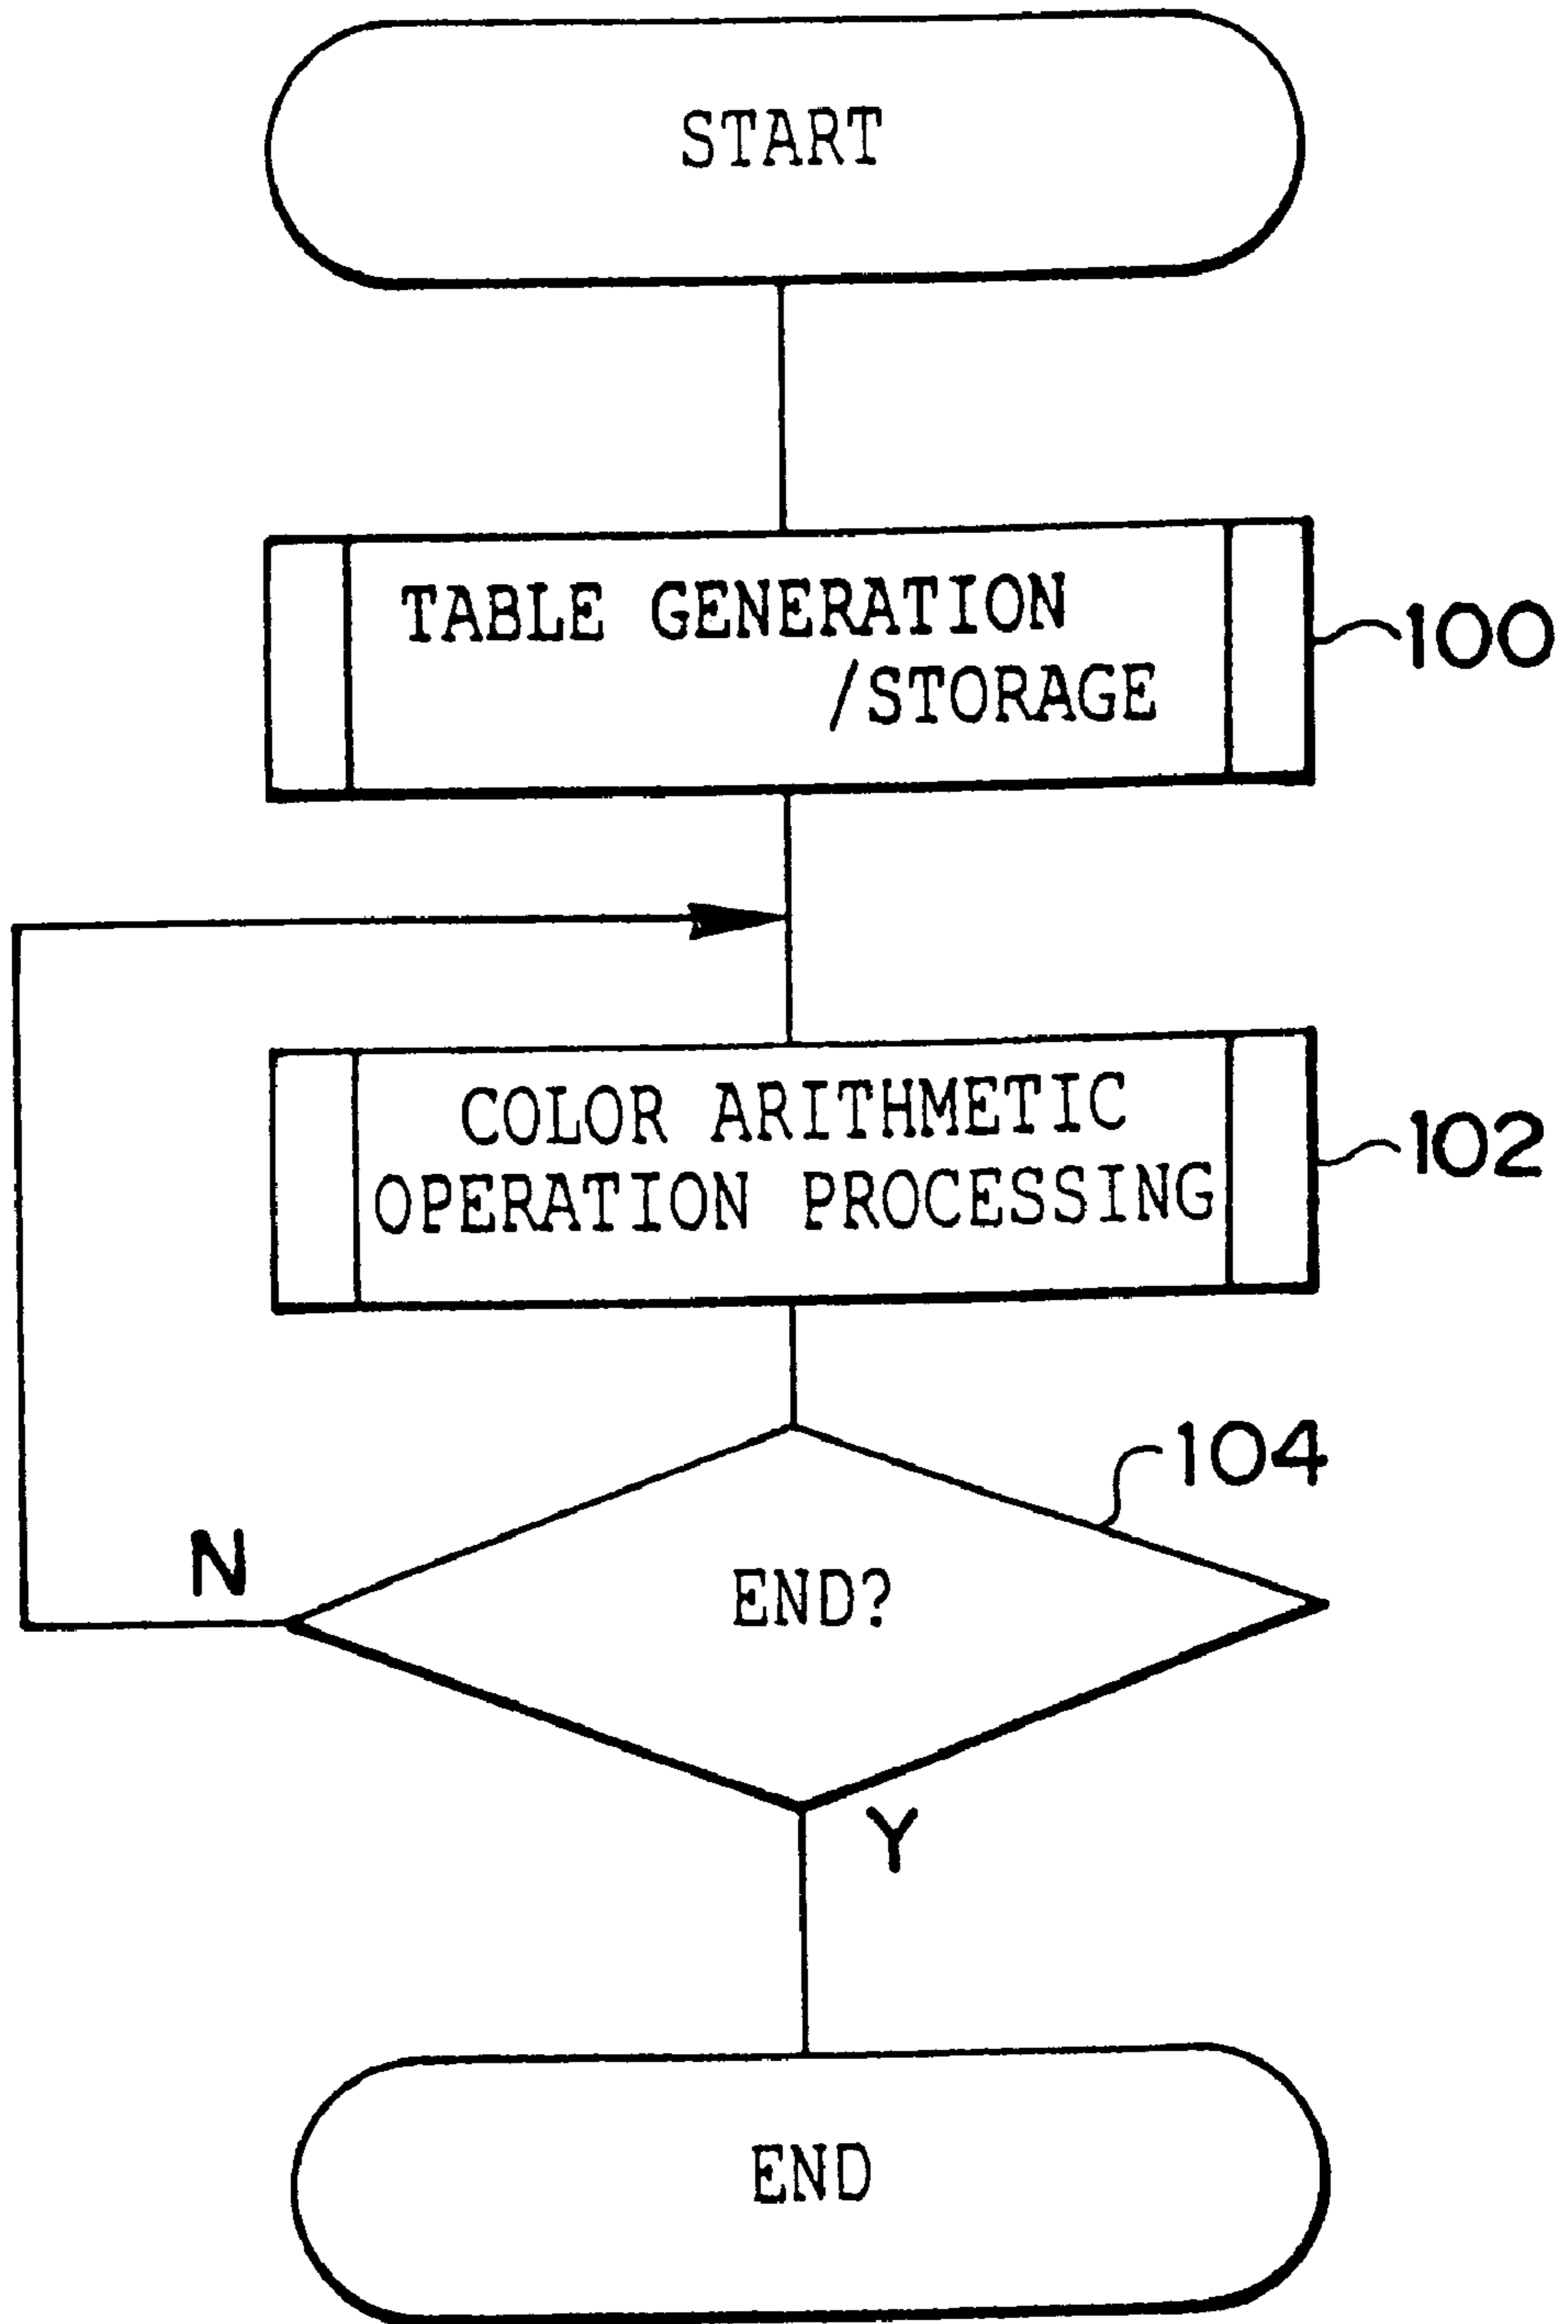 START
TABLE GENERATION
/STORAGE
100
COLOR ARITHMETIC
OPERATION PROCESSING
102
104
N
END?
Y
END